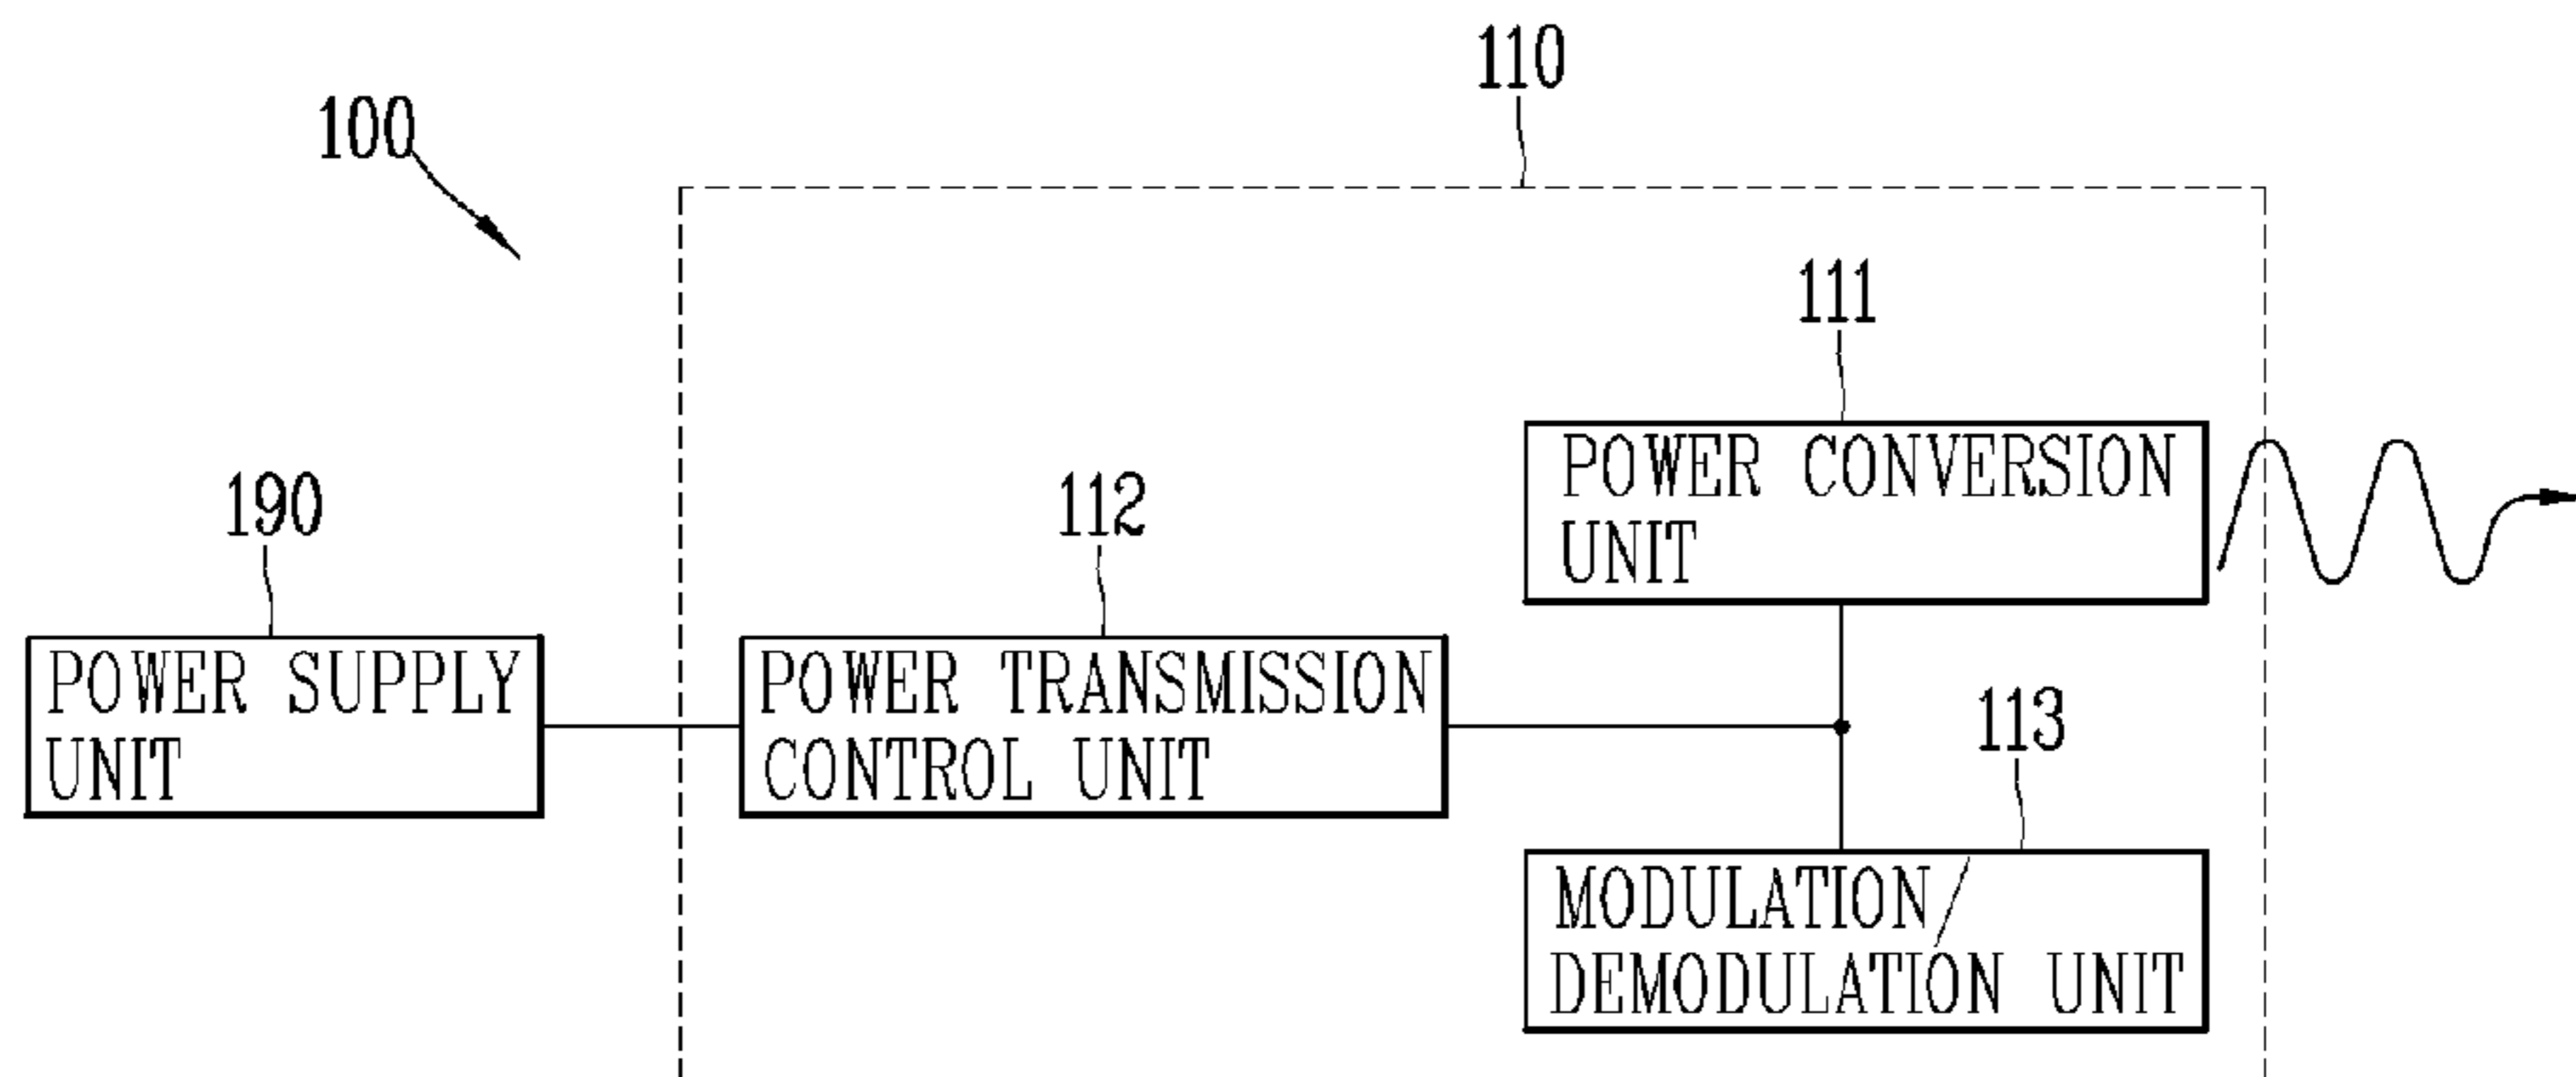 110
100
111
POWER CONVERSION
UNIT
190
112
POWER SUPPLY
UNIT
POWER TRANSMISSION
CONTROL UNIT
113
MODULATION/
DEMODULATION UNIT